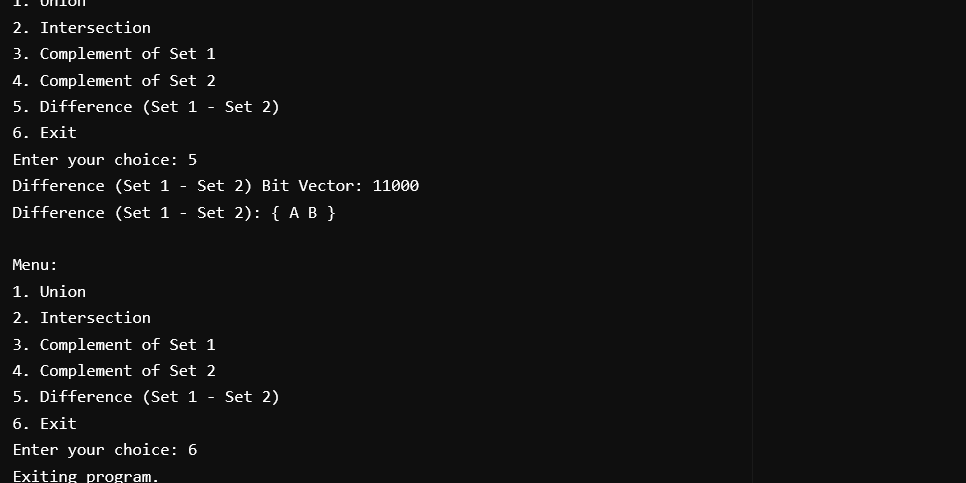 1. Union
2. Intersection
3. Complement of Set 1
4. Complement of Set 2
5. Difference (Set 1 - Set 2)
6. Exit
Enter your choice: 5
Difference (Set 1 - Set 2) Bit Vector: 11000
Difference (Set 1 - Set 2): { A B }
Menu:
1. Union
2. Intersection
3. Complement of Set 1
4. Complement of Set 2
5. Difference (Set 1 - Set 2)
6. Exit
Enter your choice: 6
Exiting program.